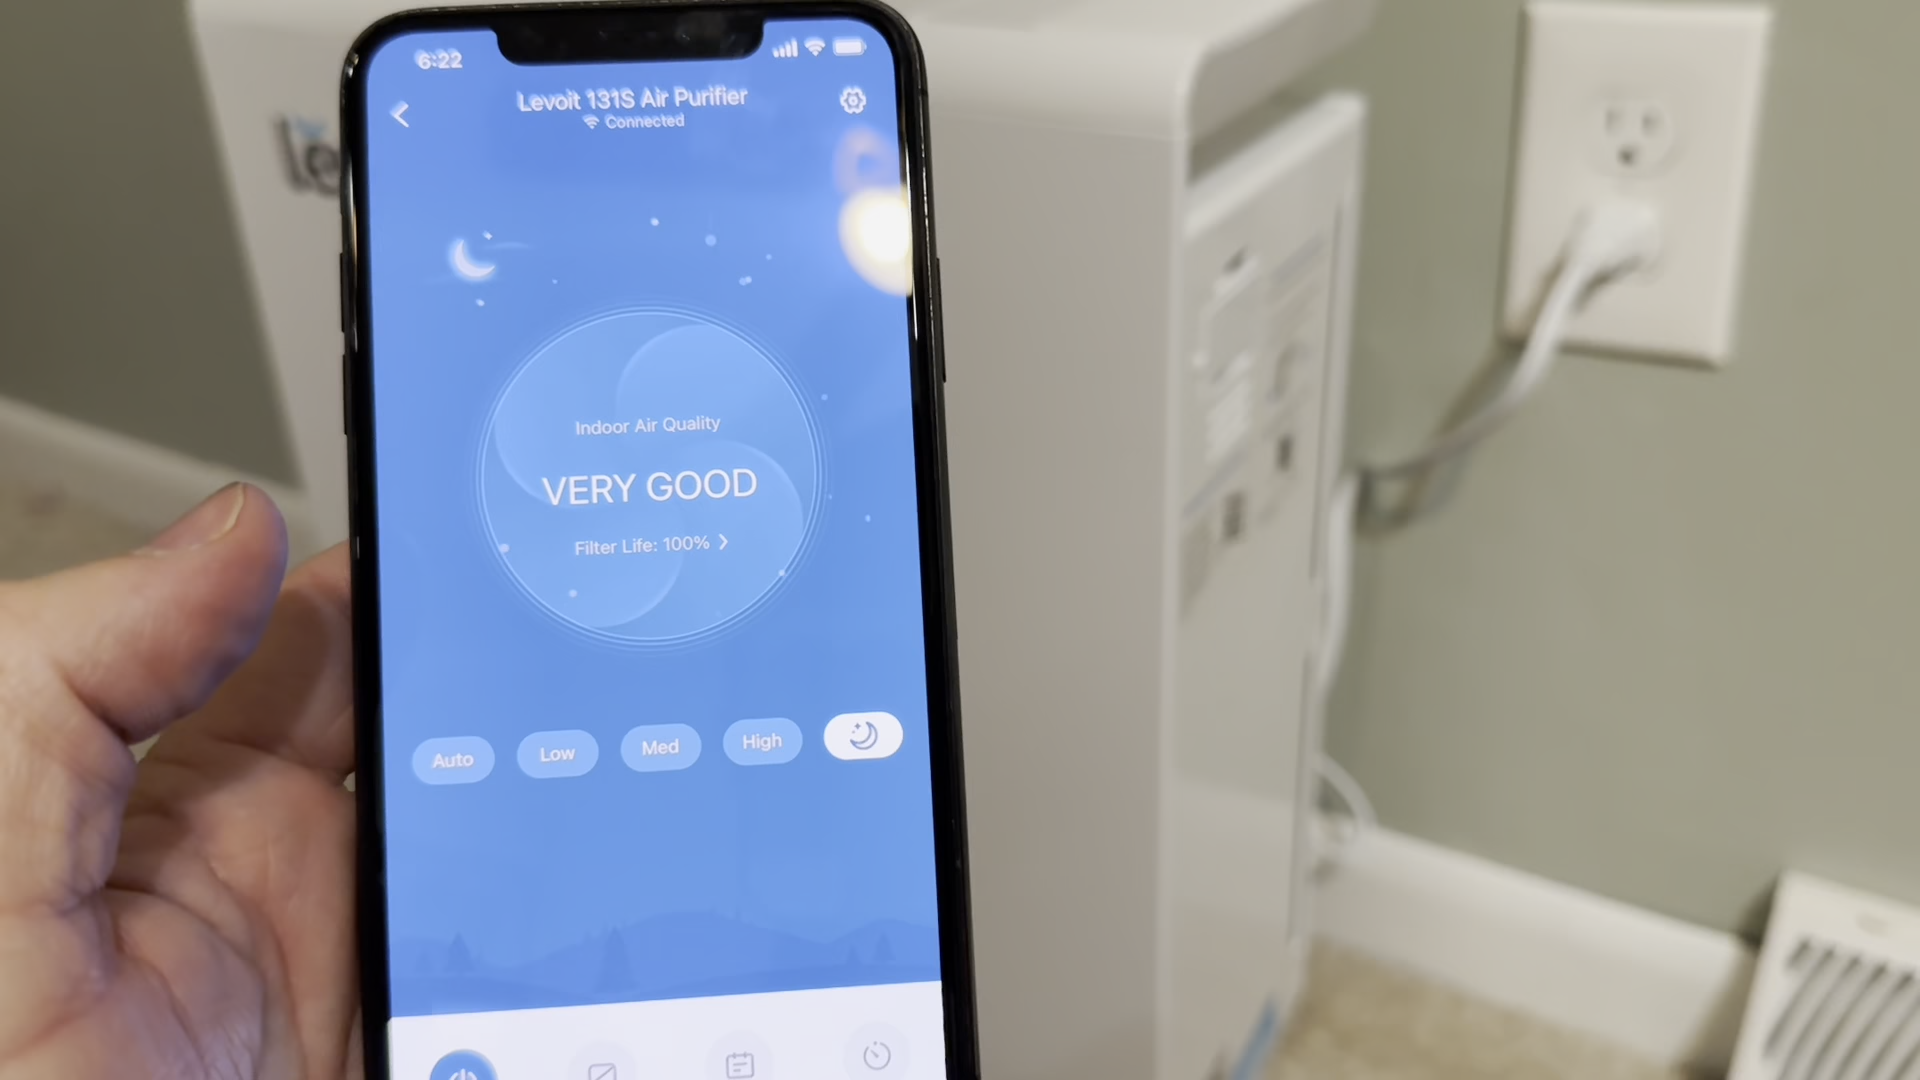 6:22
Levoit 131S Air Purifier
Connected
le
Indoor Air Quality
VERY GOOD
Filter Life: 100%
Auto
Low
Med
High